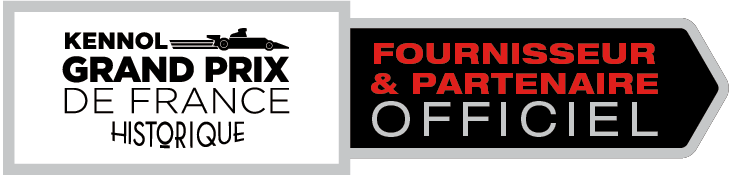 KENNOL
GRAND PRIX
DE FRANCE
HISTORIQUE
FOURNISSEUR
& PARTENAIRE
OFFICIEL